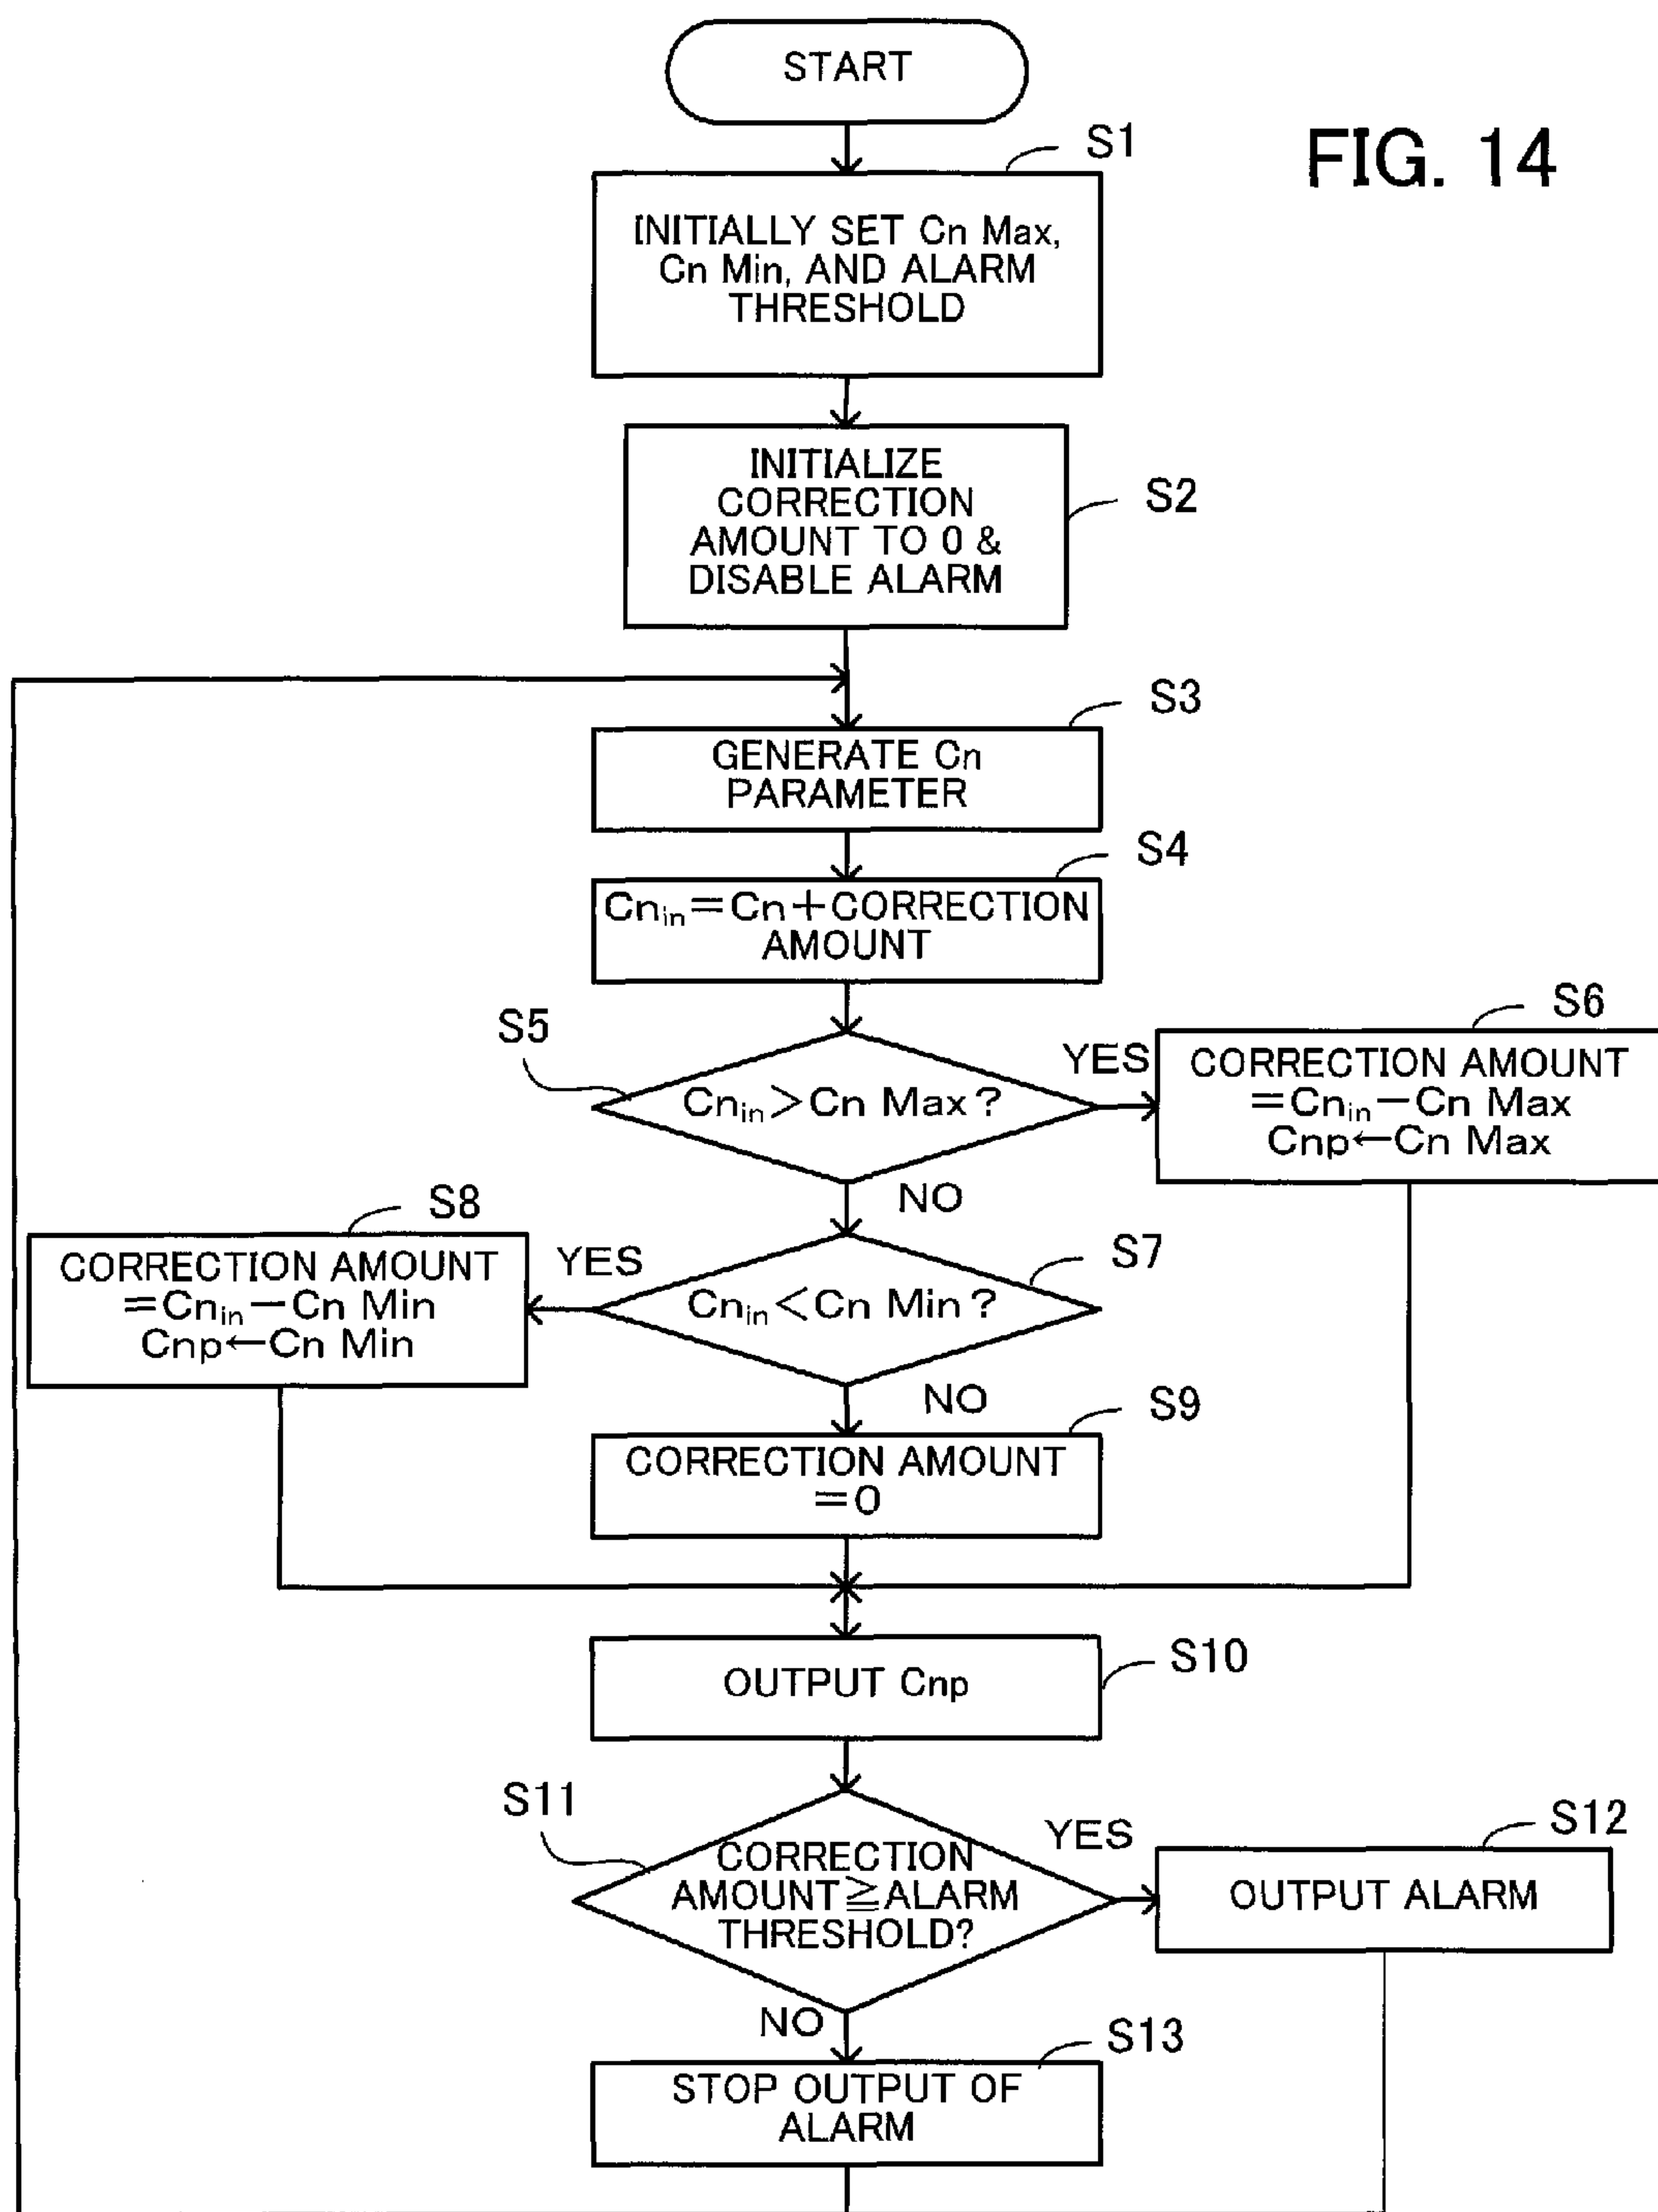 START
FIG. 14
S1
INITIALLY SET Cn Max,
Cn Min, AND ALARM
THRESHOLD
S2
INITIALIZE
CORRECTION
AMOUNT TO 0 &
DISABLE ALARM
S3
GENERATE Cn
PARAMETER
S4
Cnin=Cn+CORRECTION
AMOUNT
S5
Cnin>Cn Max?
YES
NO
S6
CORRECTION AMOUNT
=Cnin−Cn Max
Cnp←Cn Max
S7
Cnin<Cn Min?
YES
NO
S8
CORRECTION AMOUNT
=Cnin−Cn Min
Cnp←Cn Min
S9
CORRECTION AMOUNT
=0
S10
OUTPUT Cnp
S11
CORRECTION
AMOUNT≧ALARM
THRESHOLD?
YES
NO
S12
OUTPUT ALARM
S13
STOP OUTPUT OF
ALARM